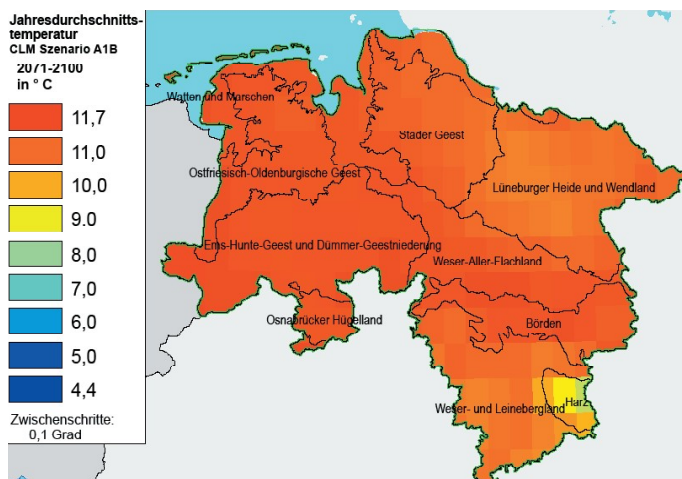 Jahresdurchschnitts-
temperatur
CLM Szenario A1B
2071-2100
in ° C
11,7
11,0
10,0
9.0
8,0
7,0
6,0
5,0
4,4
Zwischenschritte:
0,1 Grad
Watten und Marschen
Stader Geest
Ostfriesisch-Oldenburgische Geest
Lüneburger Heide und Wendland
Ems-Hunte-Geest und Dümmer-Geestniederung
Weser-Aller-Flachland
Osnabrücker Hügelland
Börden
Weser- und Leinebergland
Harz